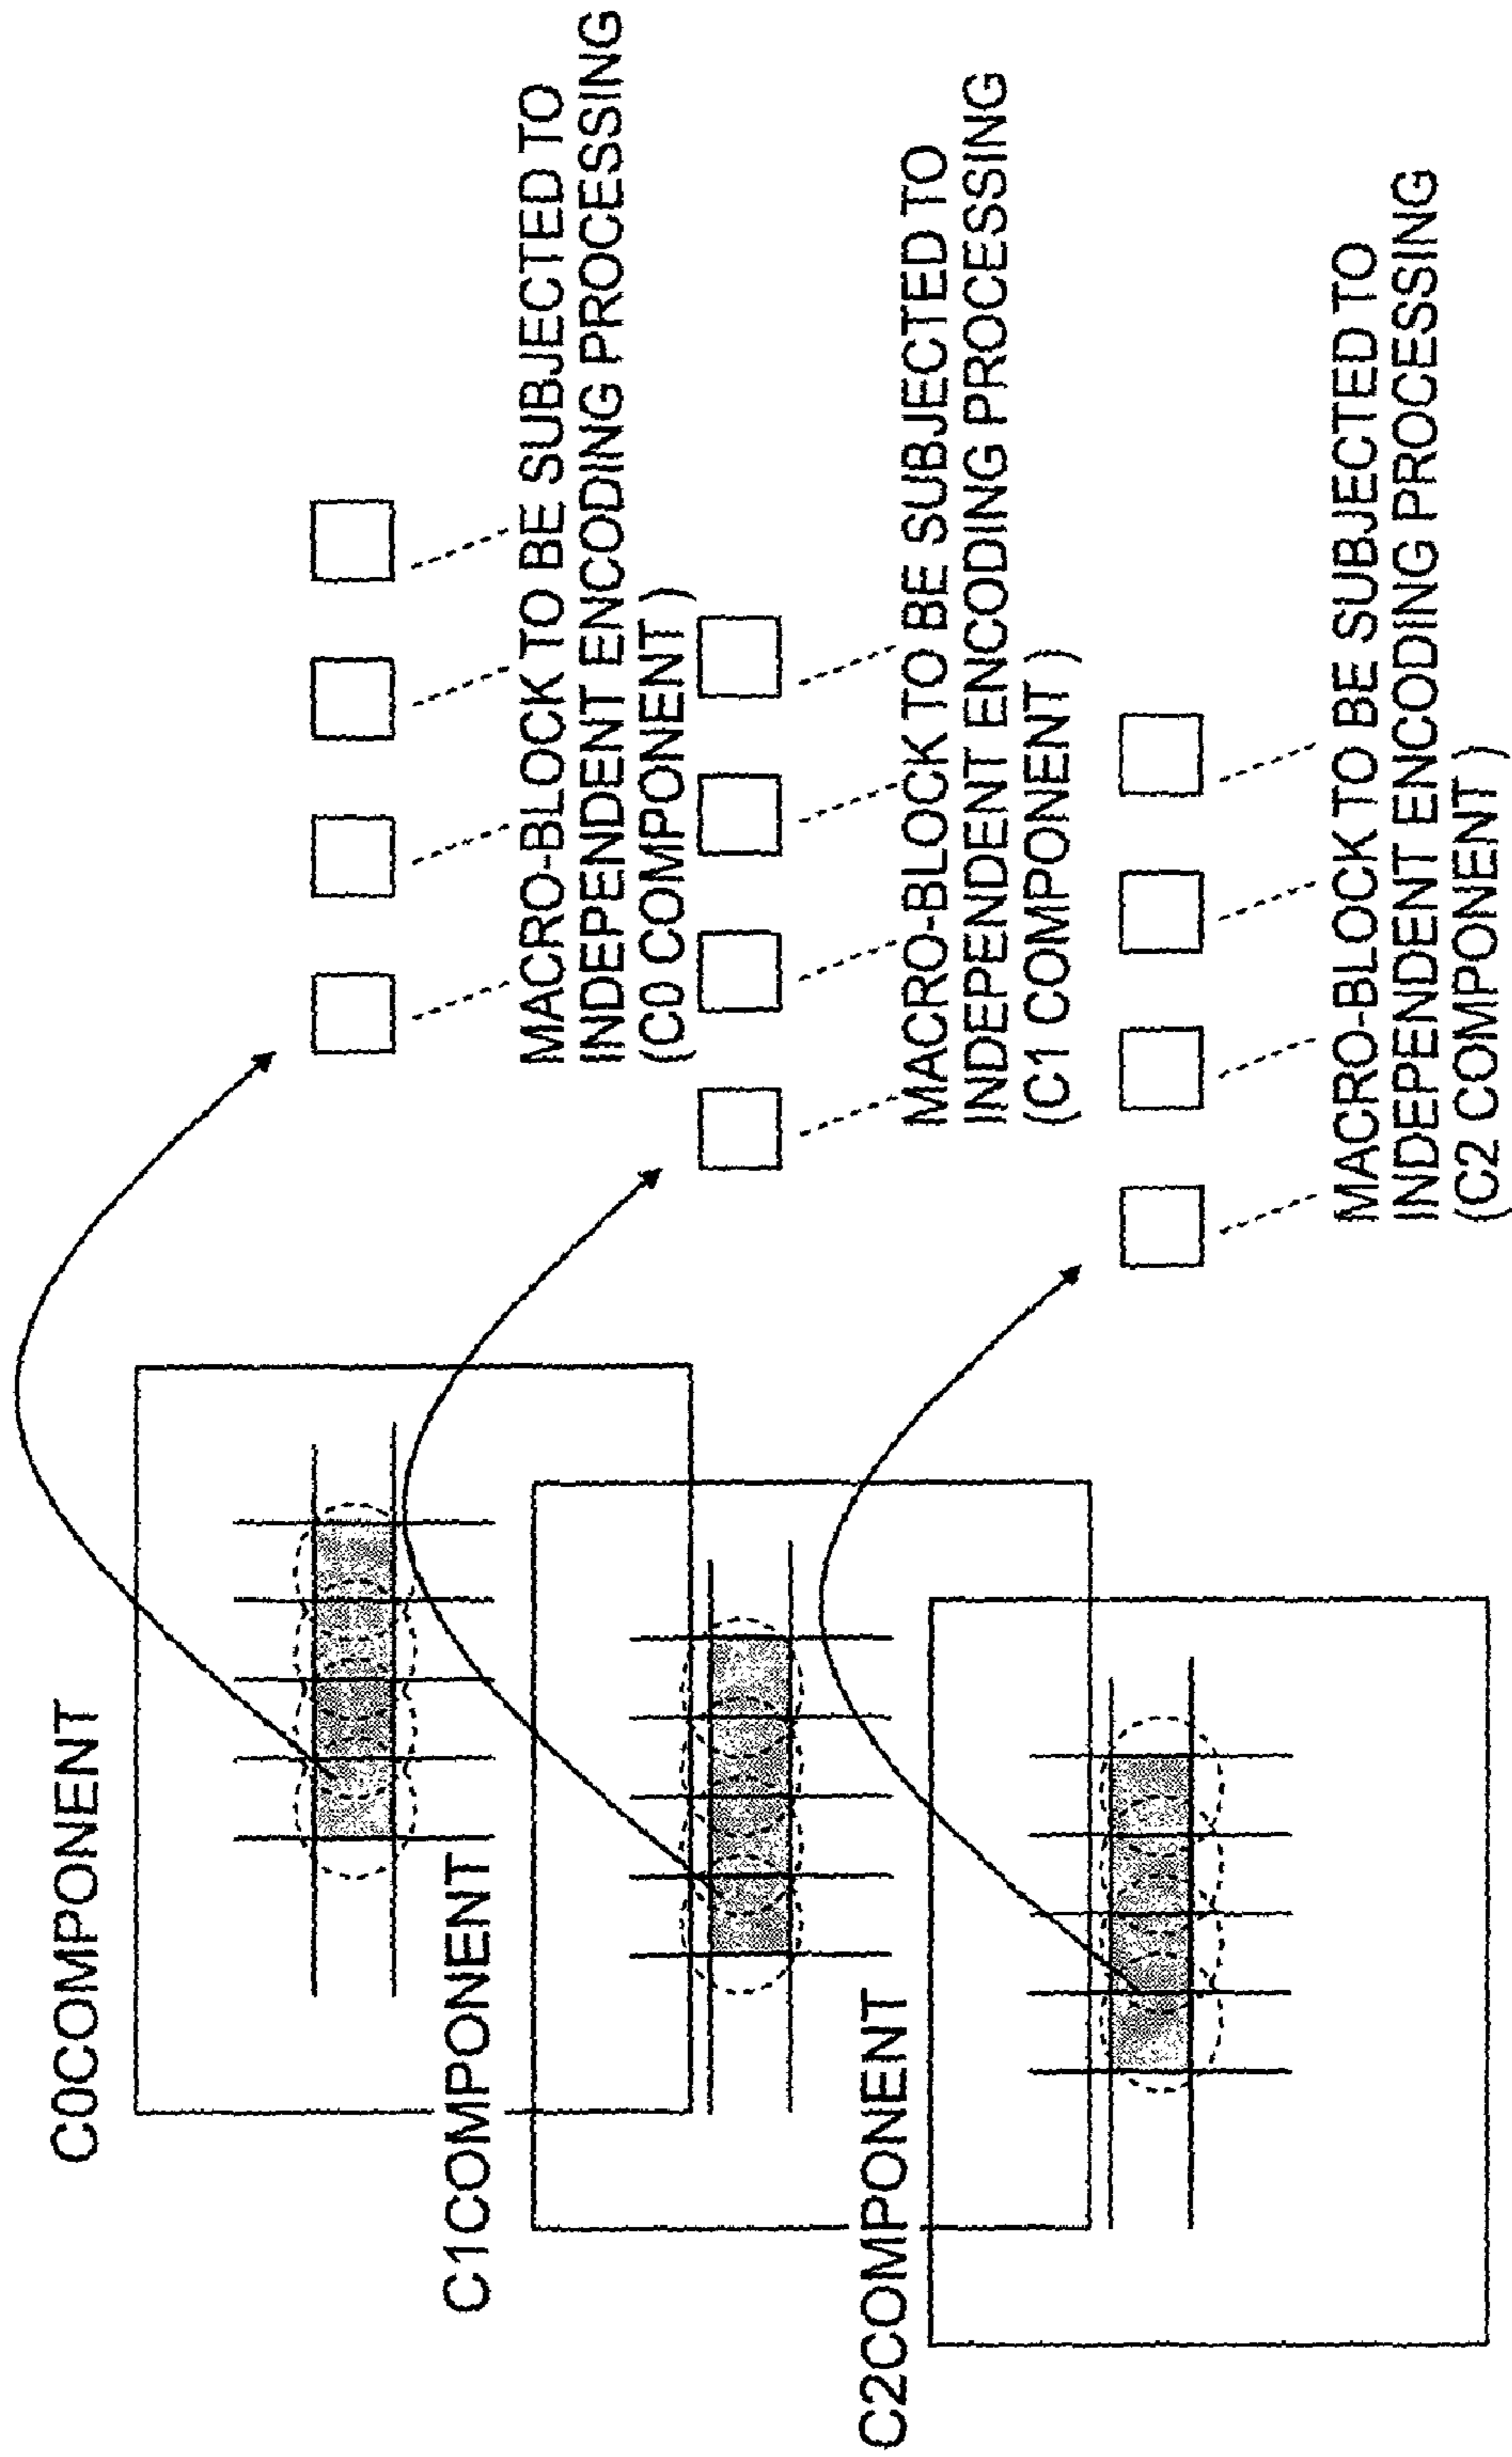 C0COMPONENT
MACRO-BLOCK TO BE SUBJECTED TO
INDEPENDENT ENCODING PROCESSING
(C0 COMPONENT )
C1COMPONENT
MACRO-BLOCK TO BE SUBJECTED TO
INDEPENDENT ENCODING PROCESSING
(C1 COMPONENT )
C2COMPONENT
MACRO-BLOCK TO BE SUBJECTED TO
INDEPENDENT ENCODING PROCESSING
(C2 COMPONENT )